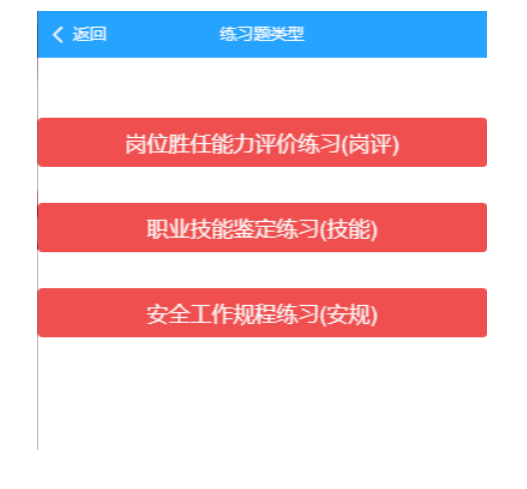 返回 练习题类型
岗位胜任能力评价练习(岗评)
职业技能鉴定练习(技能)
安全工作规程练习(安规)